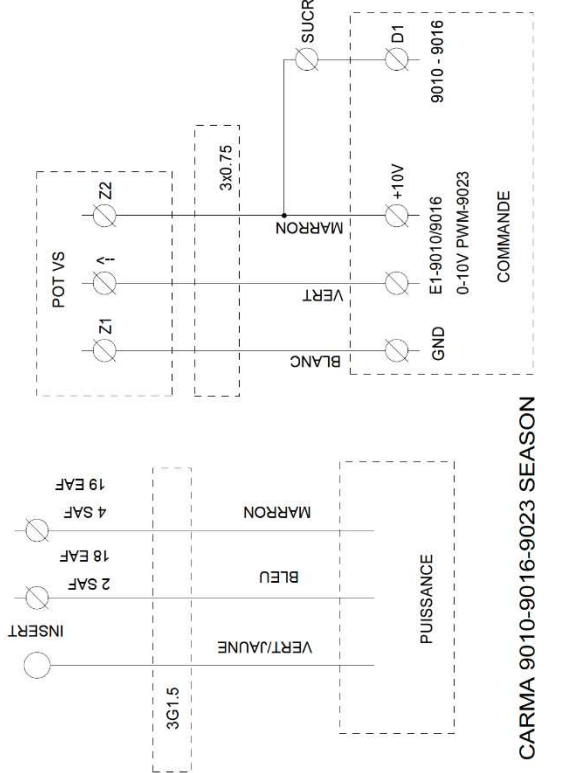 POT VS
Z1
Z2
3x0.75
BLANC
VERT
MARRON
SUCR
GND
E1-9010/9016
0-10V PWM-9023
+10V
D1
9010 - 9016
COMMANDE
INSERT
2 SAF
18 EAF
4 SAF
19 EAF
3G1.5
VERT/JAUNE
BLEU
MARRON
PUISSANCE
CARMA 9010-9016-9023 SEASON